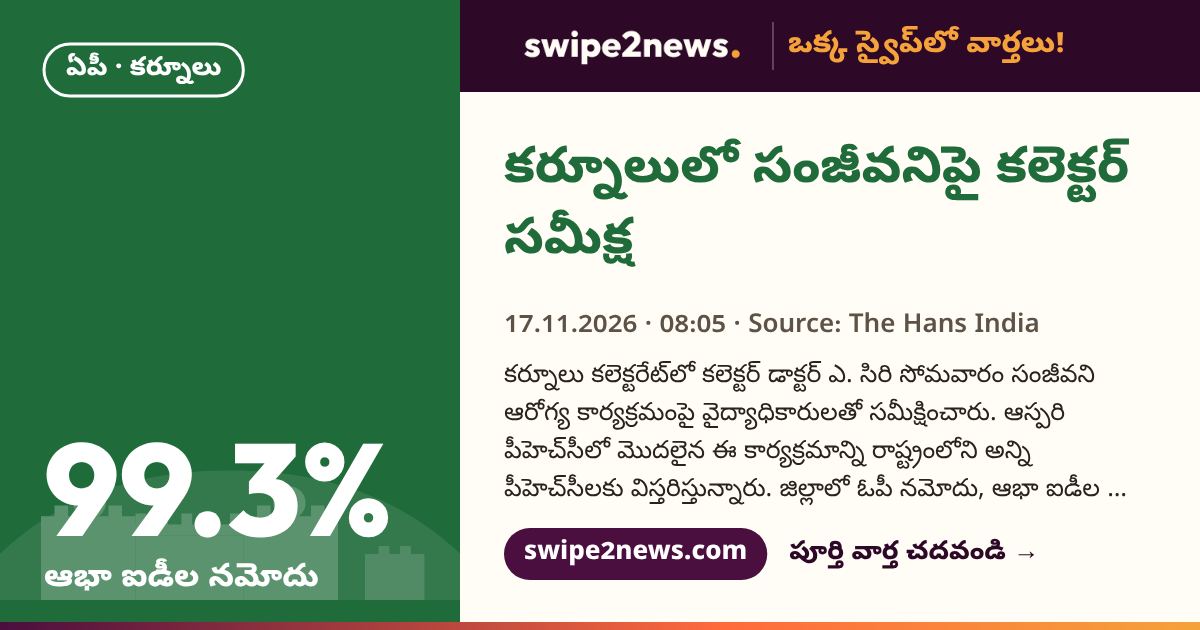 ఏపీ · కర్నూలు
99.3%
ఆభా ఐడీల నమోదు
swipe2news.
ఒక్క స్వైప్‌లో వార్తలు!
కర్నూలులో సంజీవనిపై కలెక్టర్
సమీక్ష
17.11.2026 · 08:05 · Source: The Hans India
కర్నూలు కలెక్టరేట్‌లో కలెక్టర్ డాక్టర్ ఎ. సిరి సోమవారం సంజీవని
ఆరోగ్య కార్యక్రమంపై వైద్యాధికారులతో సమీక్షించారు. ఆస్పరి
పీహెచ్‌సీలో మొదలైన ఈ కార్యక్రమాన్ని రాష్ట్రంలోని అన్ని
పీహెచ్‌సీలకు విస్తరిస్తున్నారు. జిల్లాలో ఓపీ నమోదు, ఆభా ఐడీల ...
swipe2news.com
పూర్తి వార్త చదవండి →